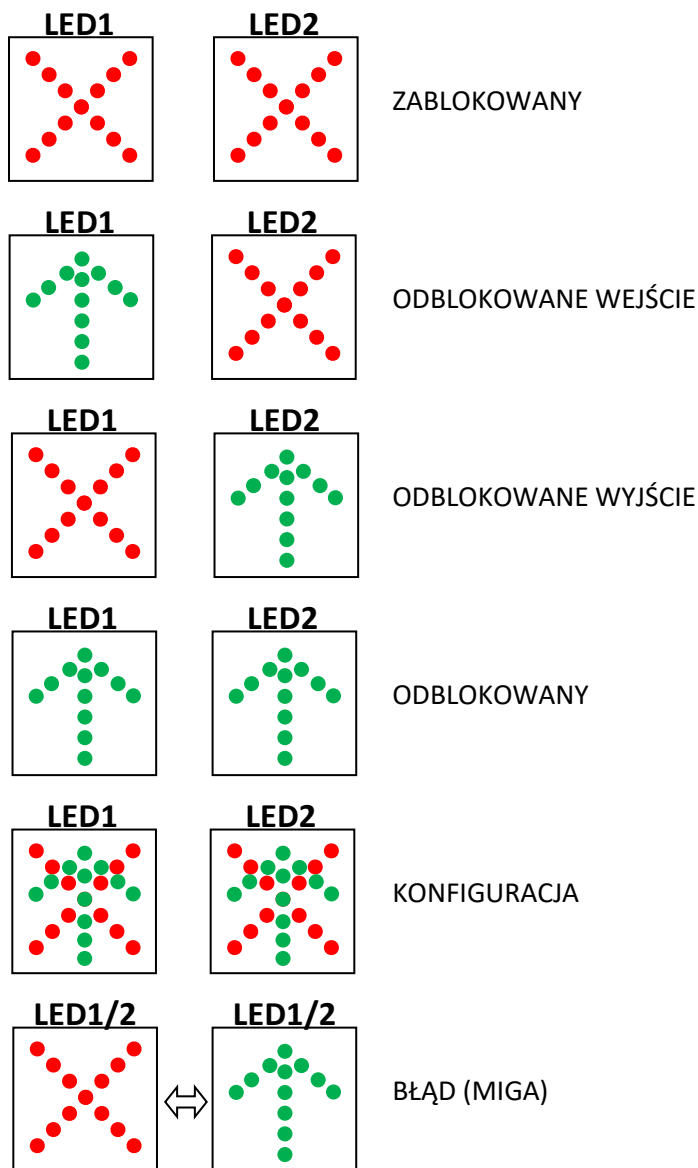 LED1 LED2
ZABLOKOWANY
LED1 LED2
ODBLOKOWANE WEJŚCIE
LED1 LED2
ODBLOKOWANE WYJŚCIE
LED1 LED2
ODBLOKOWANY
LED1 LED2
KONFIGURACJA
LED1/2 LED1/2
BŁĄD (MIGA)